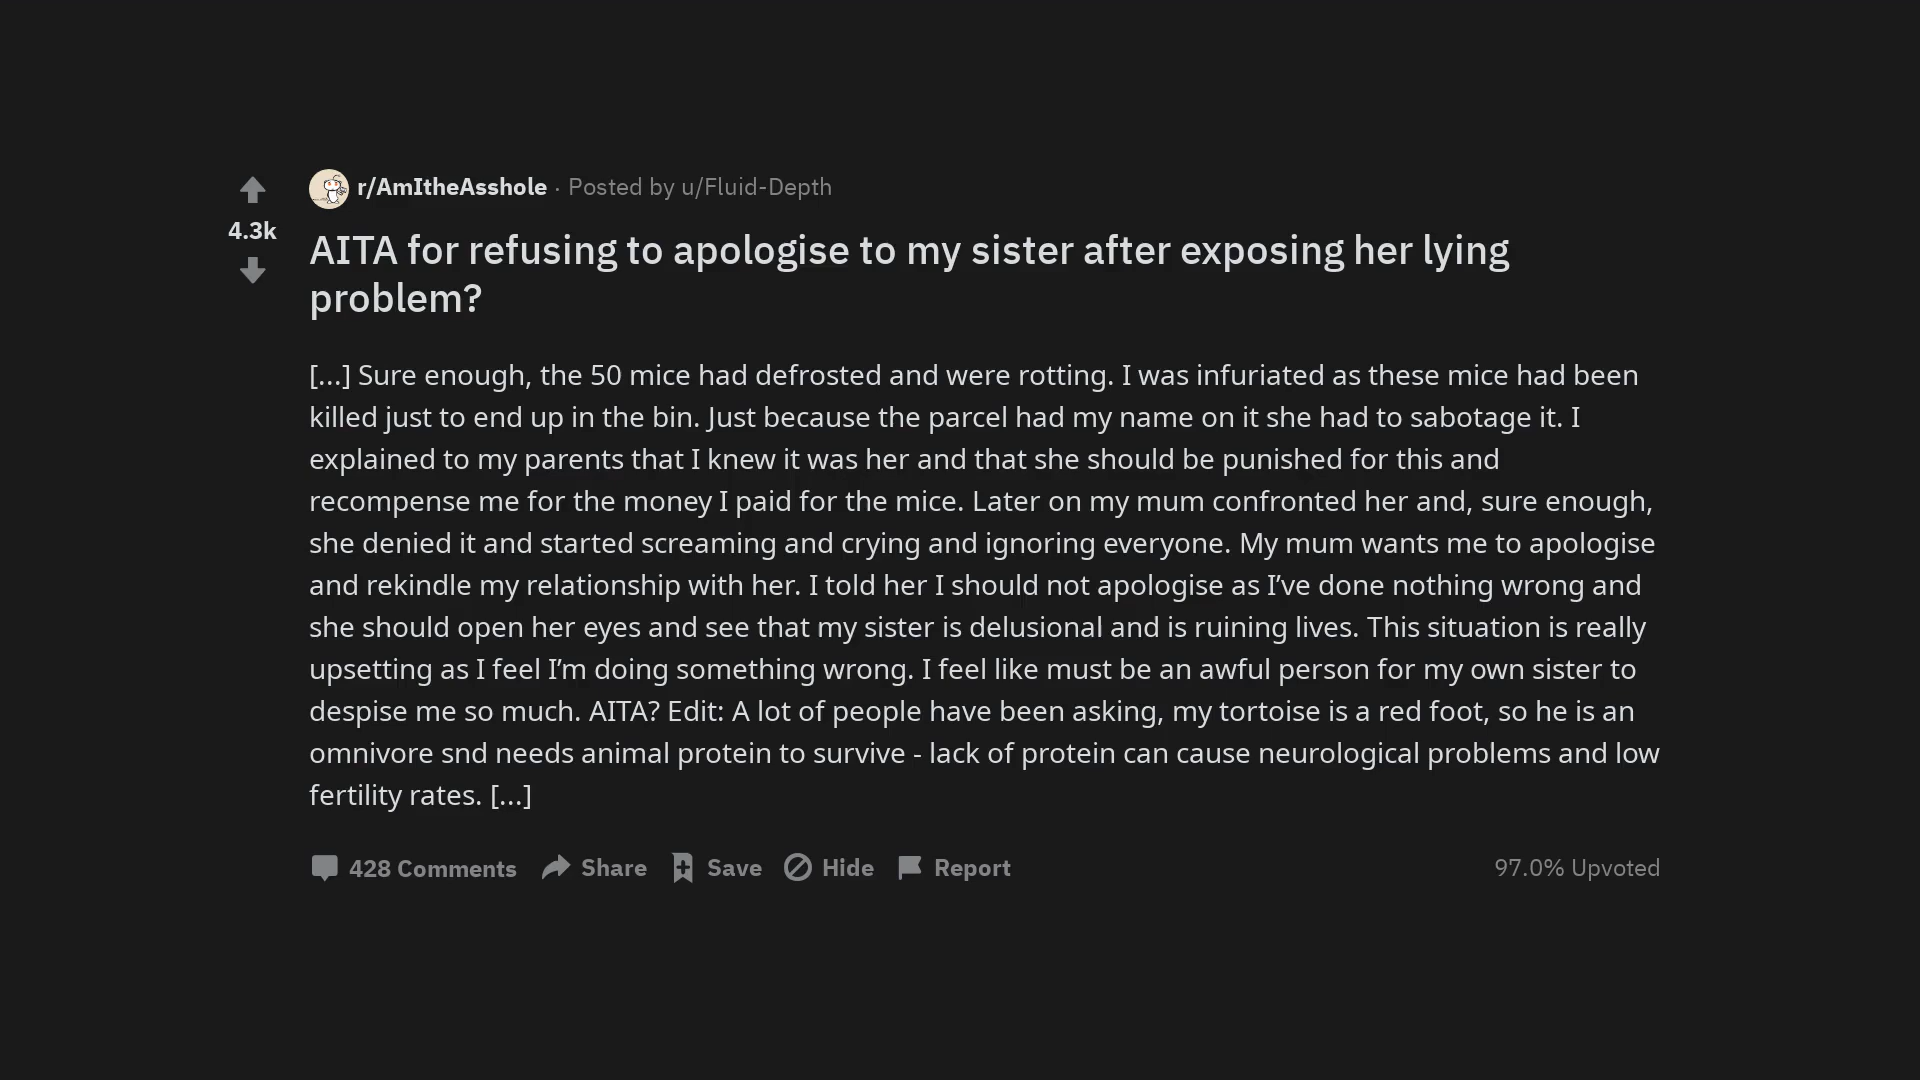 r/AmItheAsshole · Posted by u/Fluid-Depth
4.3k
AITA for refusing to apologise to my sister after exposing her lying
problem?
[...] Sure enough, the 50 mice had defrosted and were rotting. I was infuriated as these mice had been
killed just to end up in the bin. Just because the parcel had my name on it she had to sabotage it. I
explained to my parents that I knew it was her and that she should be punished for this and
recompense me for the money I paid for the mice. Later on my mum confronted her and, sure enough,
she denied it and started screaming and crying and ignoring everyone. My mum wants me to apologise
and rekindle my relationship with her. I told her I should not apologise as I’ve done nothing wrong and
she should open her eyes and see that my sister is delusional and is ruining lives. This situation is really
upsetting as I feel I’m doing something wrong. I feel like must be an awful person for my own sister to
despise me so much. AITA? Edit: A lot of people have been asking, my tortoise is a red foot, so he is an
omnivore snd needs animal protein to survive - lack of protein can cause neurological problems and low
fertility rates. [...]
428 Comments Share Save Hide Report 97.0% Upvoted